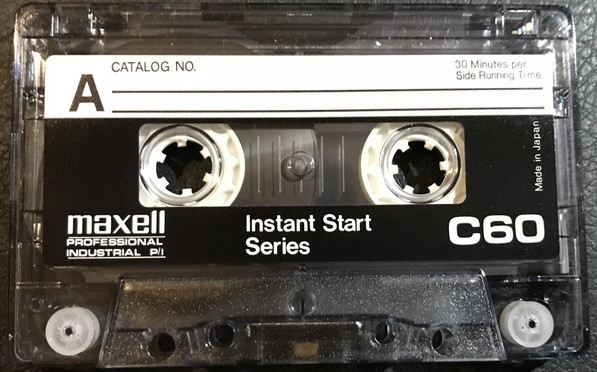 CATALOG NO.
30 Minutes per
Side Running Time
A
Made in Japan
maxell
PROFESSIONAL
INDUSTRIAL P/I
Instant Start
Series
C60